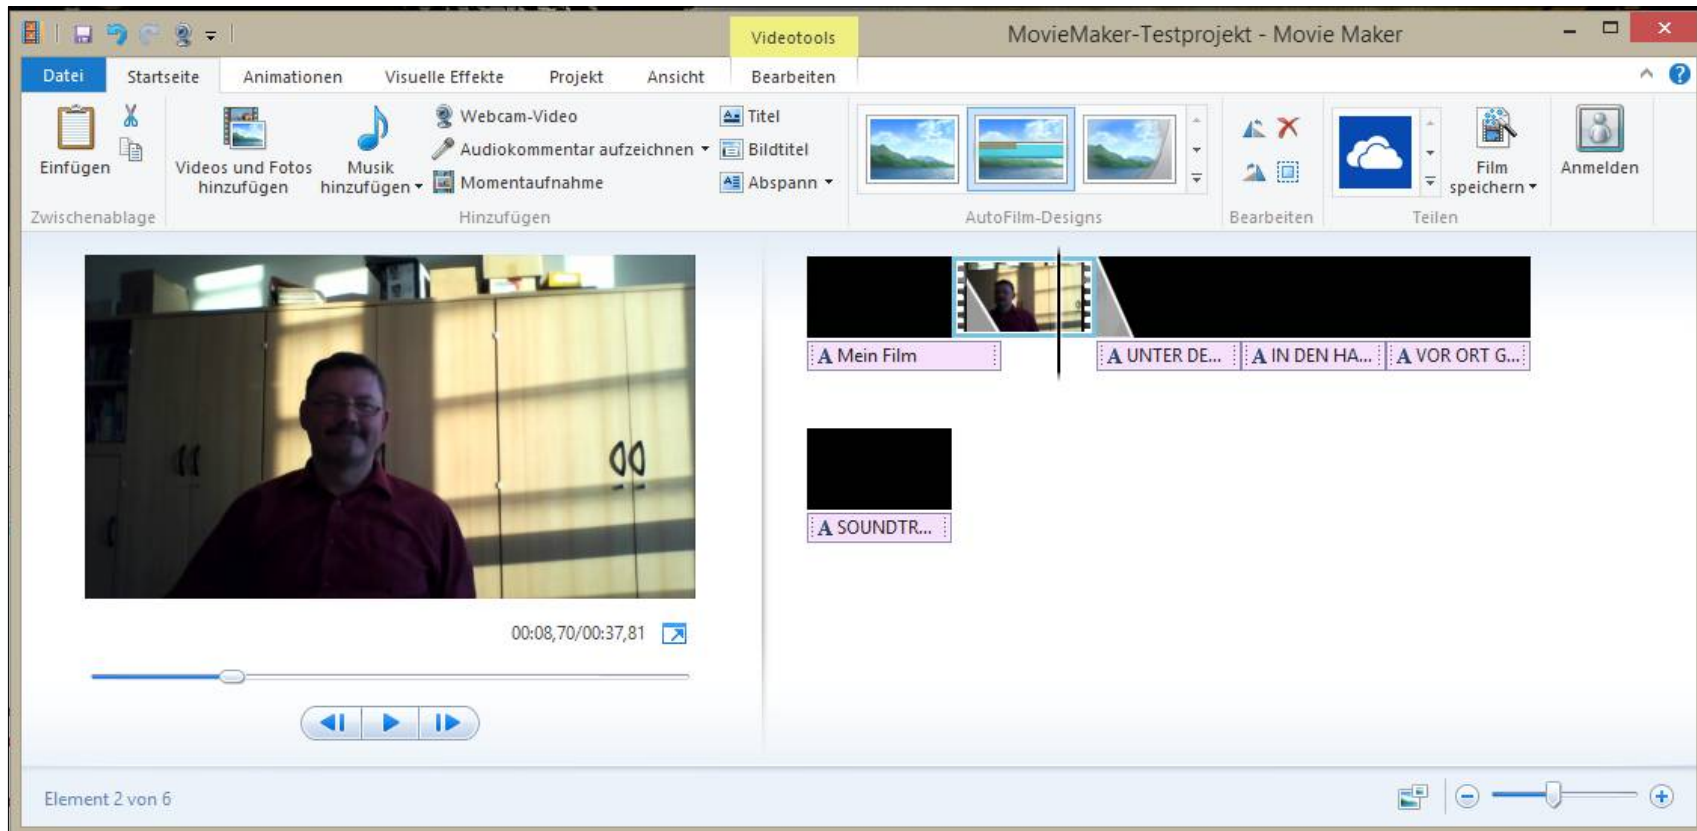 Videotools
MovieMaker-Testprojekt - Movie Maker
Datei
Startseite
Animationen
Visuelle Effekte
Projekt
Ansicht
Bearbeiten
Einfügen
Zwischenablage
Videos und Fotos
hinzufügen
Musik
hinzufügen
Webcam-Video
Audiokommentar aufzeichnen
Momentaufnahme
Titel
Bildtitel
Abspann
Hinzufügen
AutoFilm-Designs
Bearbeiten
Film
speichern
Teilen
Anmelden
00:08,70/00:37,81
A Mein Film
A UNTER DE...
A IN DEN HA...
A VOR ORT G...
A SOUNDTR...
Element 2 von 6